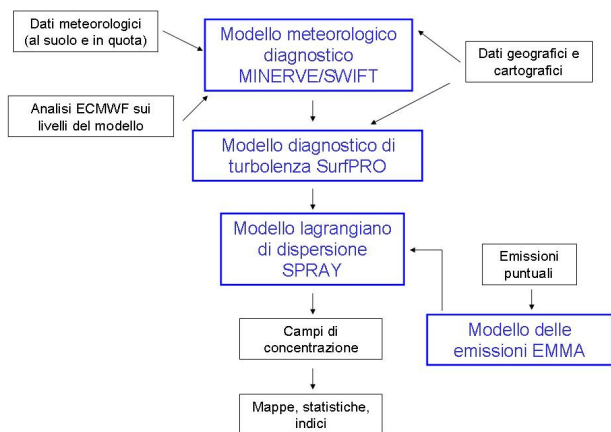 Dati meteorologici
(al suolo e in quota)
Modello meteorologico
diagnostico
MINERVE/SWIFT
Dati geografici e
cartografici
Analisi ECMWF sui
livelli del modello
Modello diagnostico di
turbolenza SurfPRO
Modello lagrangiano
di dispersione
SPRAY
Emissioni
puntuali
Campi di
concentrazione
Modello delle
emissioni EMMA
Mappe, statistiche,
indici